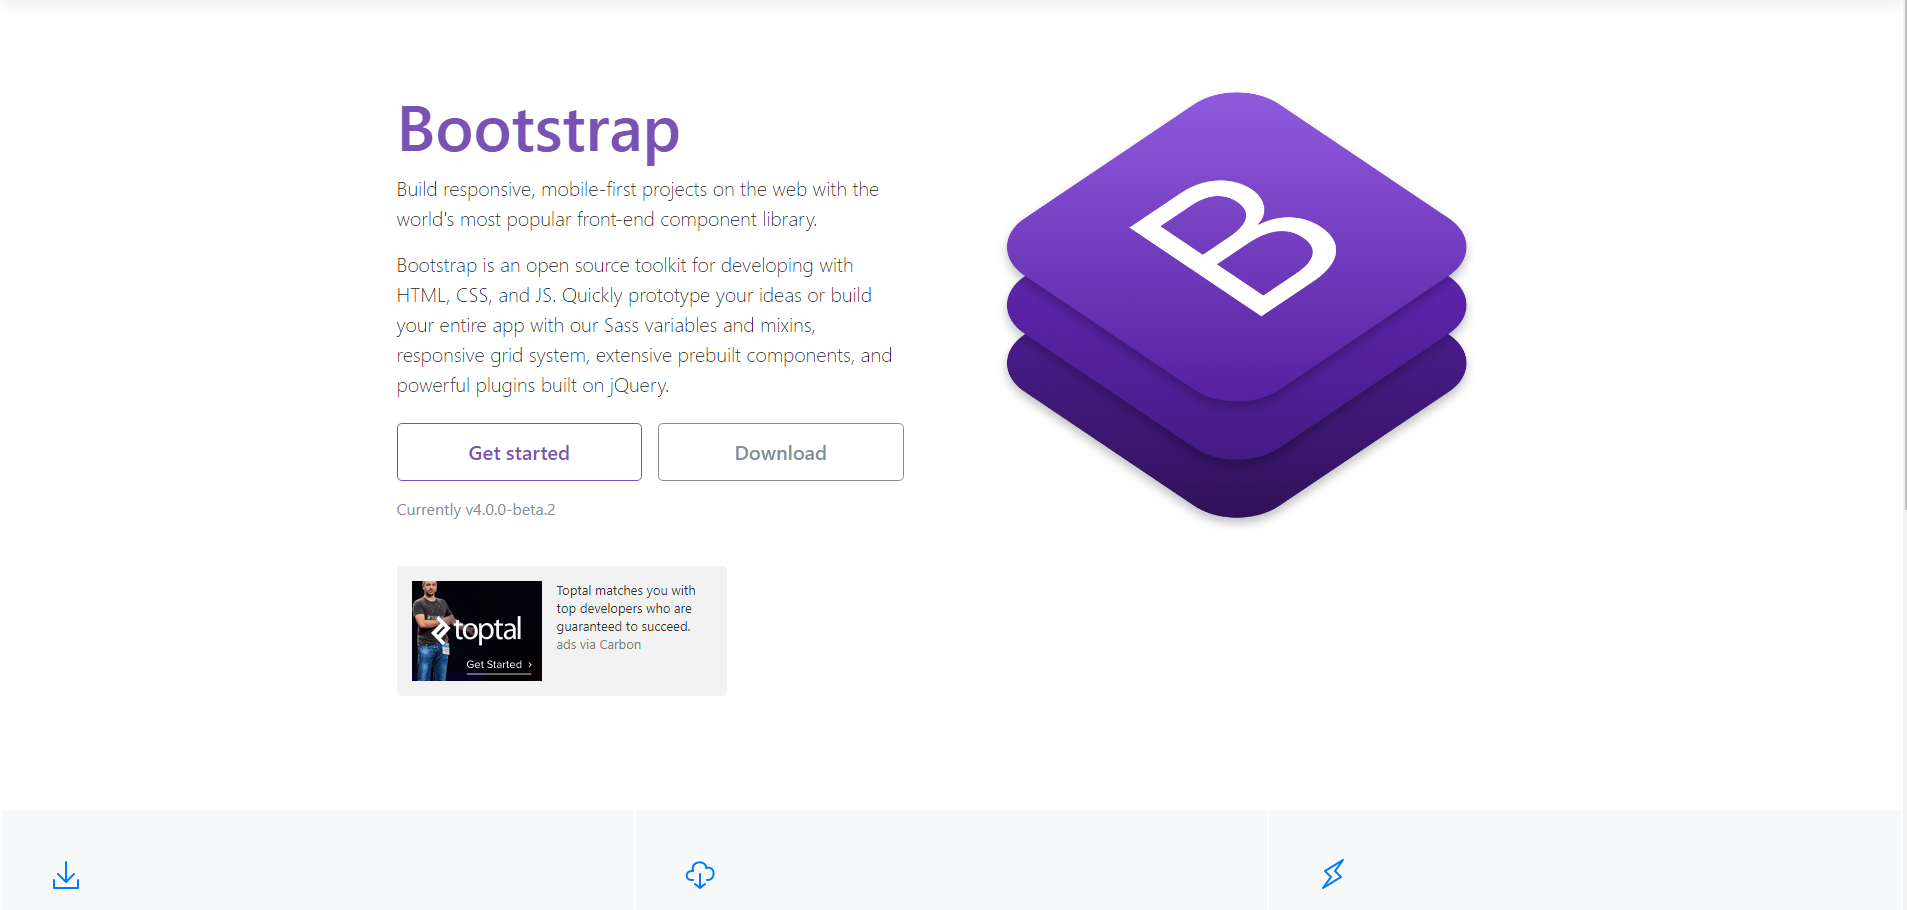 Bootstrap
Build responsive, mobile-first projects on the web with the
world's most popular front-end component library.
Bootstrap is an open source toolkit for developing with
HTML, CSS, and JS. Quickly prototype your ideas or build
your entire app with our Sass variables and mixins,
responsive grid system, extensive prebuilt components, and
powerful plugins built on jQuery.
Get started
Download
Currently v4.0.0-beta.2
toptal
Get Started ›
Toptal matches you with
top developers who are
guaranteed to succeed.
ads via Carbon
B